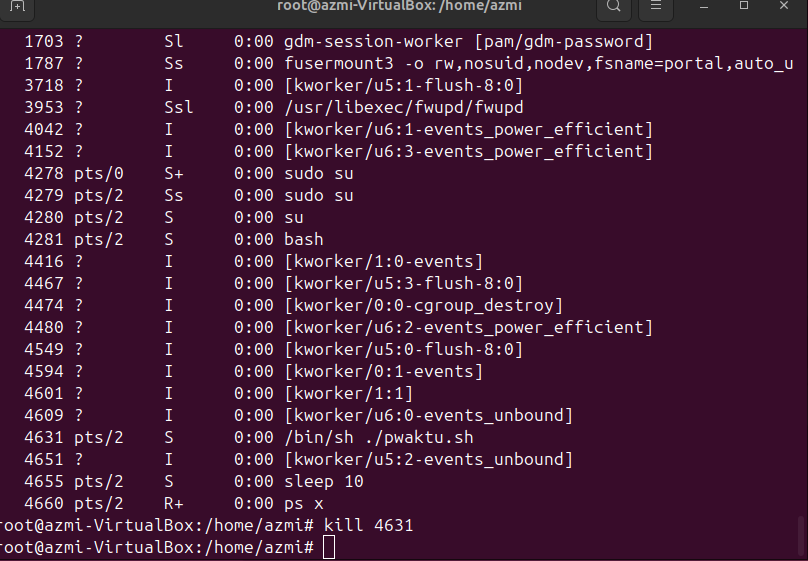 root@azmi-VirtualBox: /home/azmi
1703 ? Sl 0:00 gdm-session-worker [pam/gdm-password]
1787 ? Ss 0:00 fusermount3 -o rw,nosuid,nodev,fsname=portal,auto_u
3718 ? I 0:00 [kworker/u5:1-flush-8:0]
3953 ? Ssl 0:00 /usr/libexec/fwupd/fwupd
4042 ? I 0:00 [kworker/u6:1-events_power_efficient]
4152 ? I 0:00 [kworker/u6:3-events_power_efficient]
4278 pts/0 S+ 0:00 sudo su
4279 pts/2 Ss 0:00 sudo su
4280 pts/2 S 0:00 su
4281 pts/2 S 0:00 bash
4416 ? I 0:00 [kworker/1:0-events]
4467 ? I 0:00 [kworker/u5:3-flush-8:0]
4474 ? I 0:00 [kworker/0:0-cgroup_destroy]
4480 ? I 0:00 [kworker/u6:2-events_power_efficient]
4549 ? I 0:00 [kworker/u5:0-flush-8:0]
4594 ? I 0:00 [kworker/0:1-events]
4601 ? I 0:00 [kworker/1:1]
4609 ? I 0:00 [kworker/u6:0-events_unbound]
4631 pts/2 S 0:00 /bin/sh ./pwaktu.sh
4651 ? I 0:00 [kworker/u5:2-events_unbound]
4655 pts/2 S 0:00 sleep 10
4660 pts/2 R+ 0:00 ps x
root@azmi-VirtualBox:/home/azmi# kill 4631
root@azmi-VirtualBox:/home/azmi#